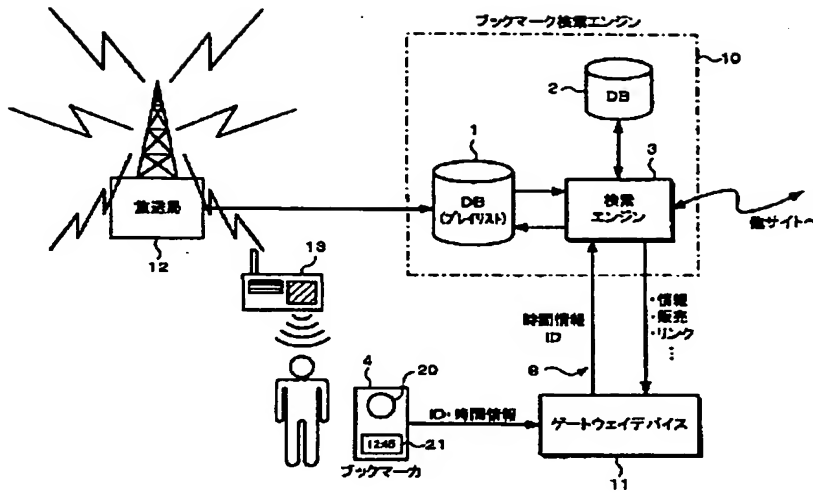 ブックマーク検索エンジン
10
2
DB
1
3
DB
(プレイリスト)
検索
エンジン
他サイトへ
放送局
12
13
時間情報
ID
・情報
・販売
・リンク
⋮
6
4
20
ID・時間情報
12:45
21
ブックマーカ
ゲートウェイデバイス
11